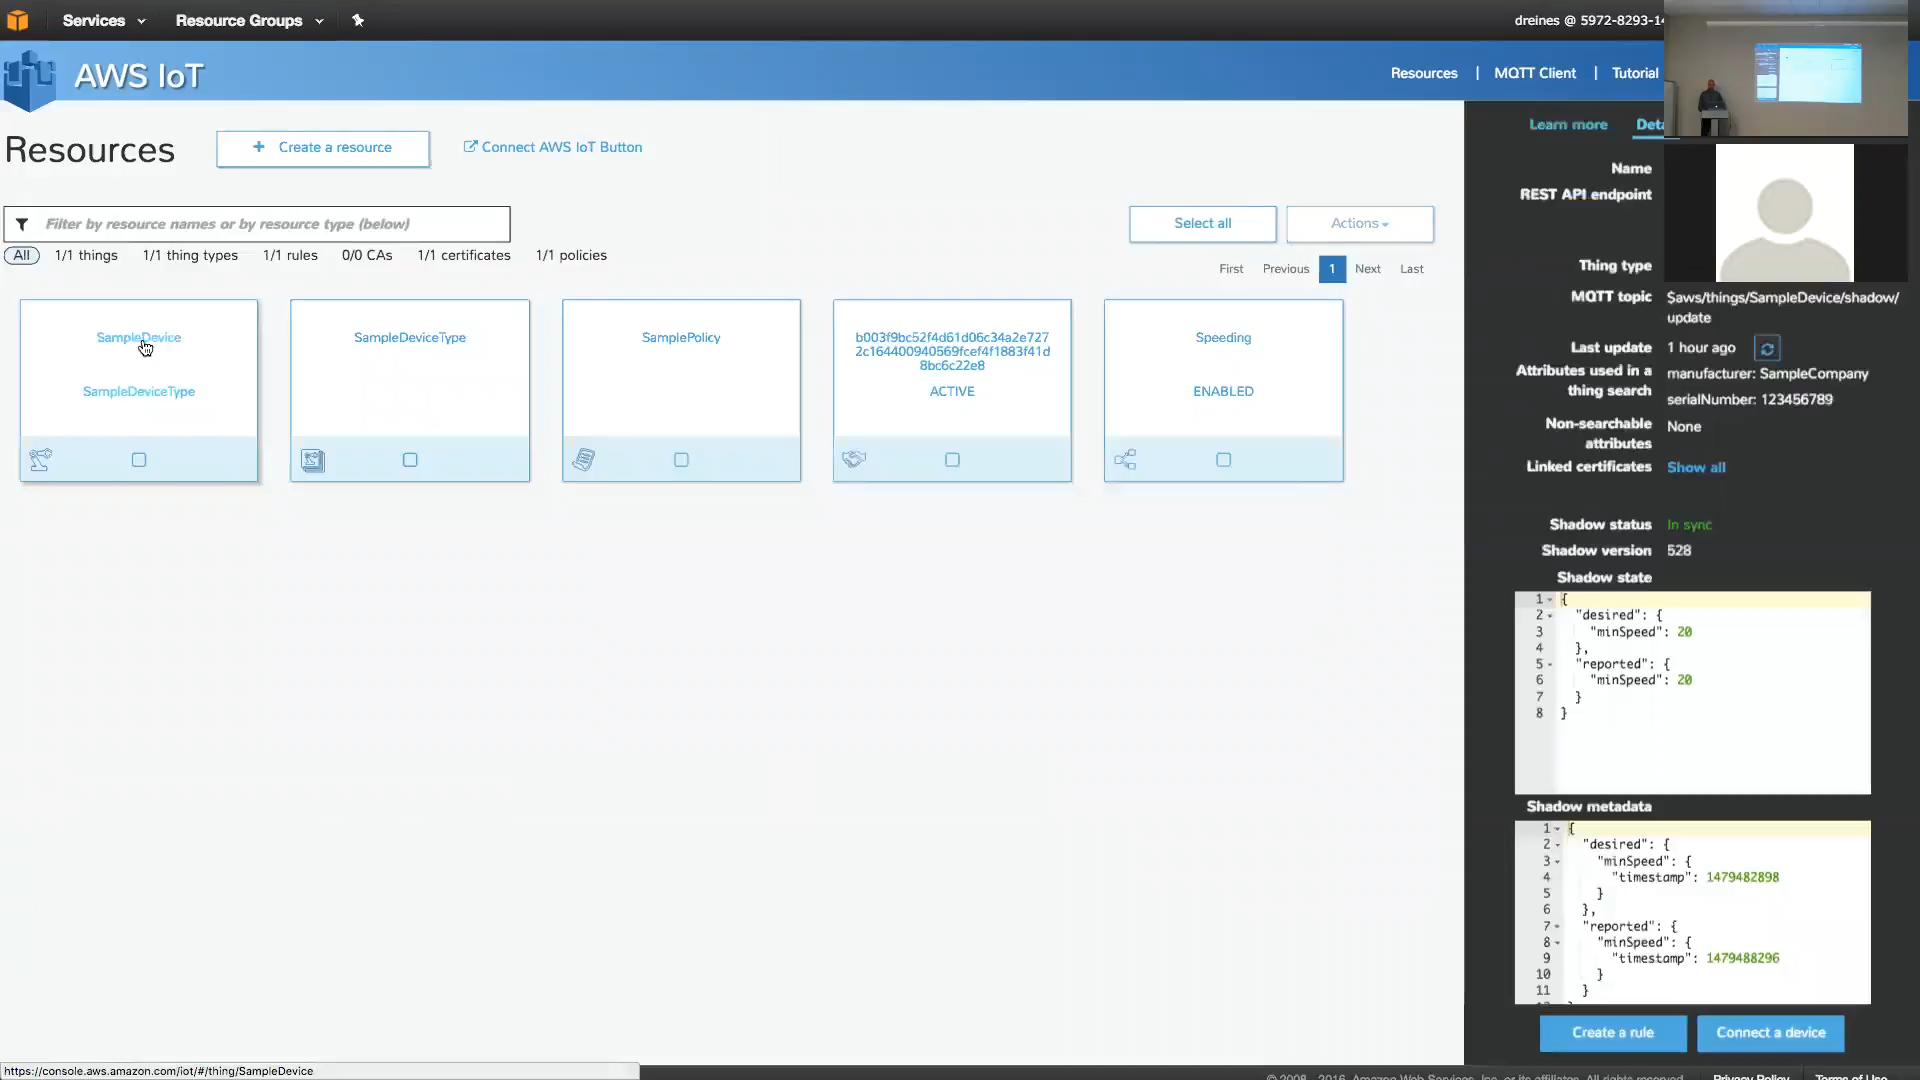 Services
Resource Groups
dreines @ 5972-8293-14
AWS IoT
Resources | MQTT Client | Tutorial
Resources
+ Create a resource
Connect AWS IoT Button
Filter by resource names or by resource type (below)
Select all
Actions
All 1/1 things 1/1 thing types 1/1 rules 0/0 CAs 1/1 certificates 1/1 policies
First Previous 1 Next Last
SampleDevice
SampleDeviceType
SampleDeviceType
SamplePolicy
b003f9bc52f4d61d06c34a2e727
2c164400940569fcef4f1883f41d
8bc6c22e8
ACTIVE
Speeding
ENABLED
Learn more
Name
REST API endpoint
Thing type
MQTT topic $aws/things/SampleDevice/shadow/
update
Last update 1 hour ago
Attributes used in a manufacturer: SampleCompany
thing search
serialNumber: 123456789
Non-searchable None
attributes
Linked certificates Show all
Shadow status In sync
Shadow version 528
Shadow state
1 {
2 "desired": {
3 "minSpeed": 20
4 },
5 "reported": {
6 "minSpeed": 20
7 }
8 }
Shadow metadata
1 {
2 "desired": {
3 "minSpeed": {
4 "timestamp": 1479482898
5 }
6 },
7 "reported": {
8 "minSpeed": {
9 "timestamp": 1479488296
10 }
11 }
Create a rule
Connect a device
https://console.aws.amazon.com/iot/#/thing/SampleDevice
© 2008 - 2016, Amazon Web Services, Inc. or its affiliates. All rights reserved.
Privacy Policy
Terms of Use